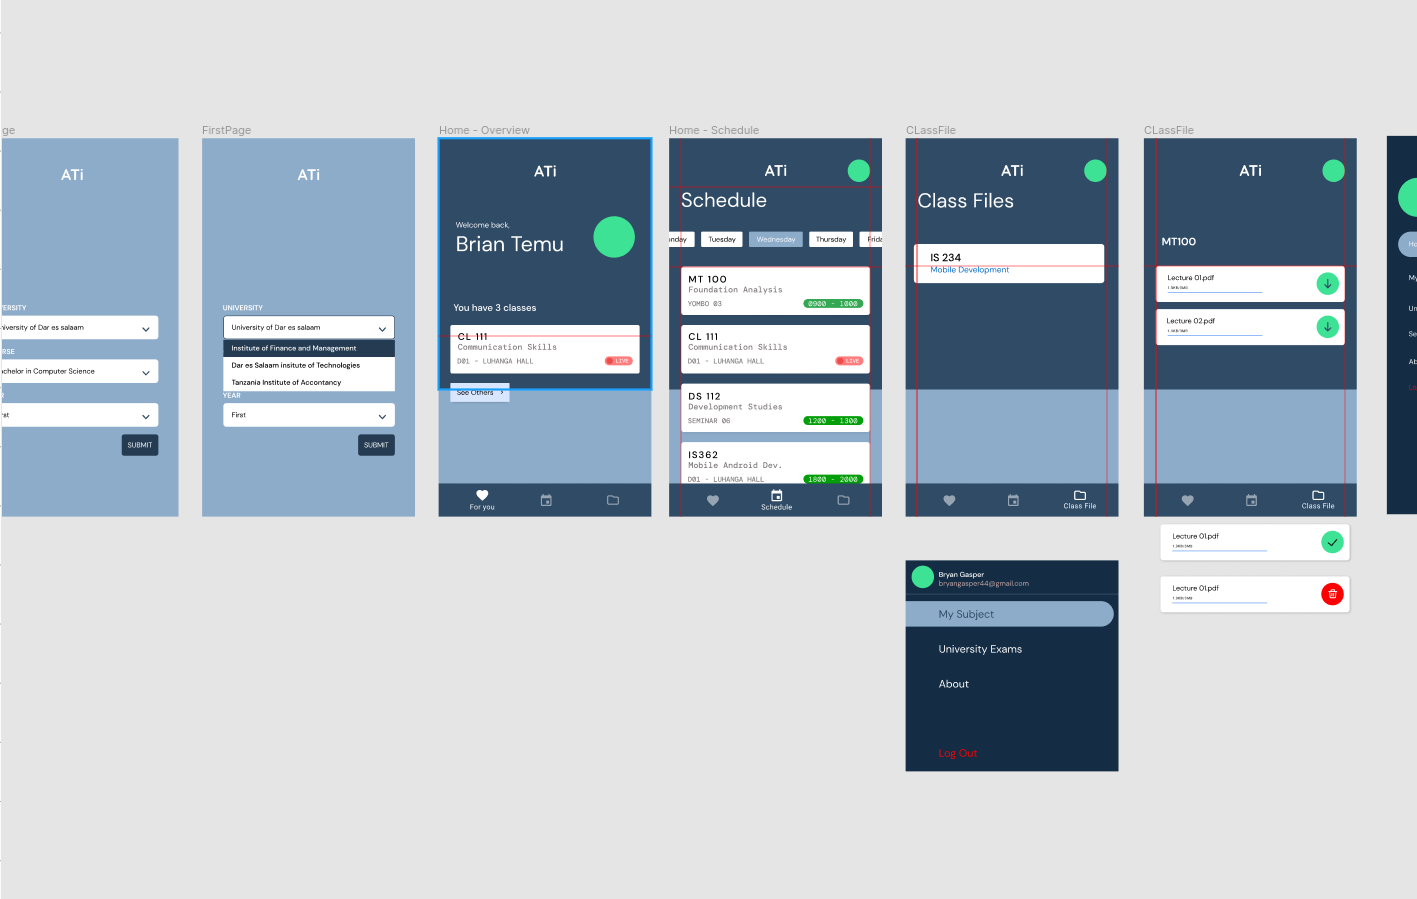 ge
FirstPage
Home - Overview
Home - Schedule
CLassFile
CLassFile
ATi
ERSITY
iversity of Dar es salaam
RSE
chelor in Computer Science
R
rst
SUBMIT
ATi
UNIVERSITY
University of Dar es salaam
Institute of Finance and Management
Dar es Salaam insitute of Technologies
Tanzania Institute of Accortancy
YEAR
First
SUBMIT
ATi
Welcome back,
Brian Temu
You have 3 classes
CL 111
Communication Skills
D01 - LUHANGA HALL
LIVE
See Others
For you
ATi
Schedule
nday
Tuesday
Wednesday
Thursday
Frida
MT 100
Foundation Analysis
YOMBO 03
0900 - 1000
CL 111
Communication Skills
D01 - LUHANGA HALL
LIVE
DS 112
Development Studies
SEMINAR 06
1200 - 1300
IS362
Mobile Android Dev.
D01 - LUHANGA HALL
1800 - 2000
Schedule
ATi
Class Files
IS 234
Mobile Development
Class File
ATi
MT100
Lecture 01.pdf
Lecture 02.pdf
Class File
Lecture 01.pdf
Lecture 01.pdf
Bryan Gasper
bryangasper44@gmail.com
My Subject
University Exams
About
Log Out
Ho
My
Un
Se
Ab